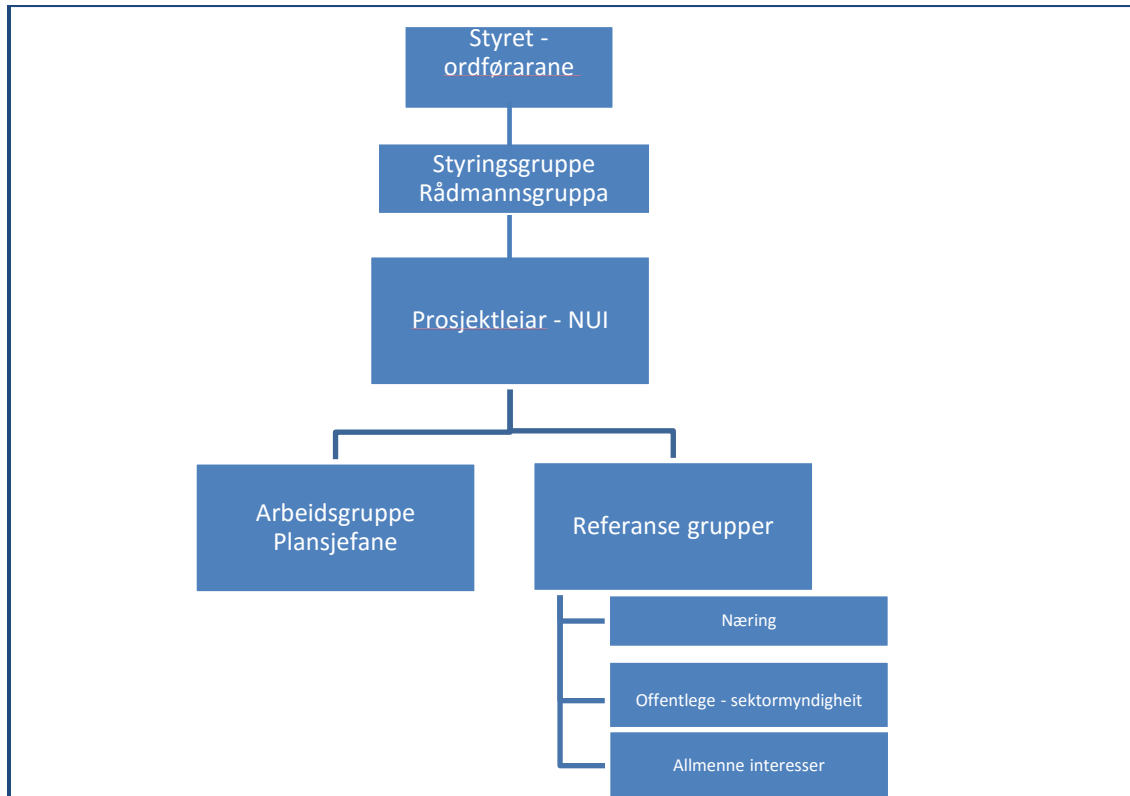 Styret -
ordførarane
Styringsgruppe
Rådmannsgruppa
Prosjektleiar - NUI
Arbeidsgruppe
Plansjefane
Referanse grupper
Næring
Offentlege - sektormyndigheit
Allmenne interesser